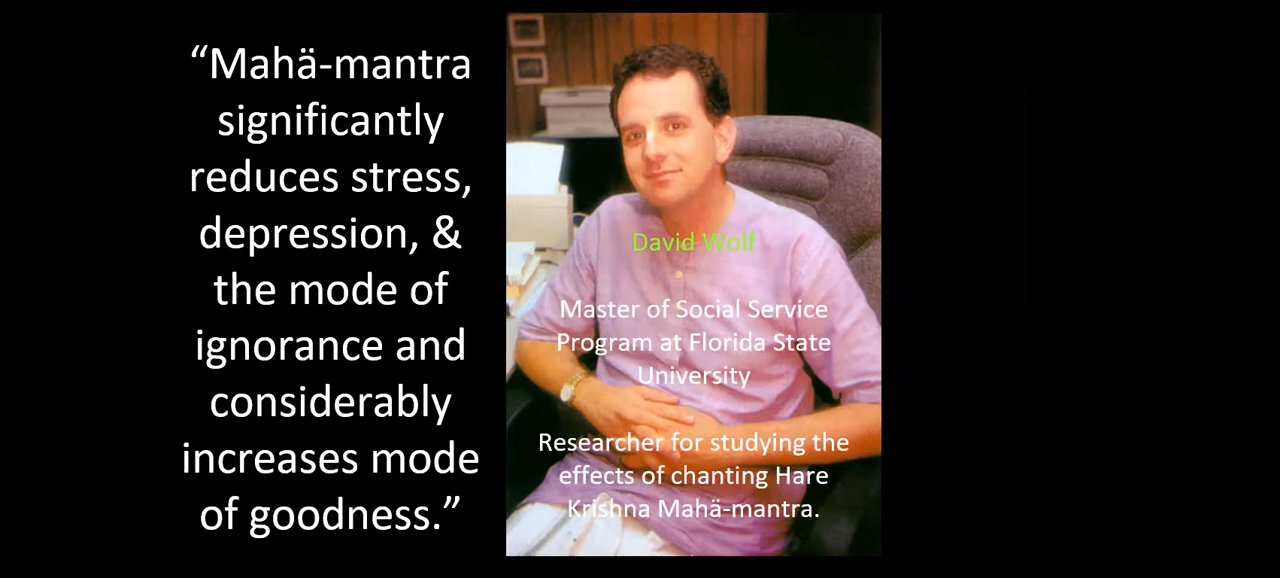 “Mahä-mantra
significantly
reduces stress,
depression, &
the mode of
ignorance and
considerably
increases mode
of goodness.”
David Wolf
Master of Social Service
Program at Florida State
University
Researcher for studying the
effects of chanting Hare
Krishna Mahä-mantra.